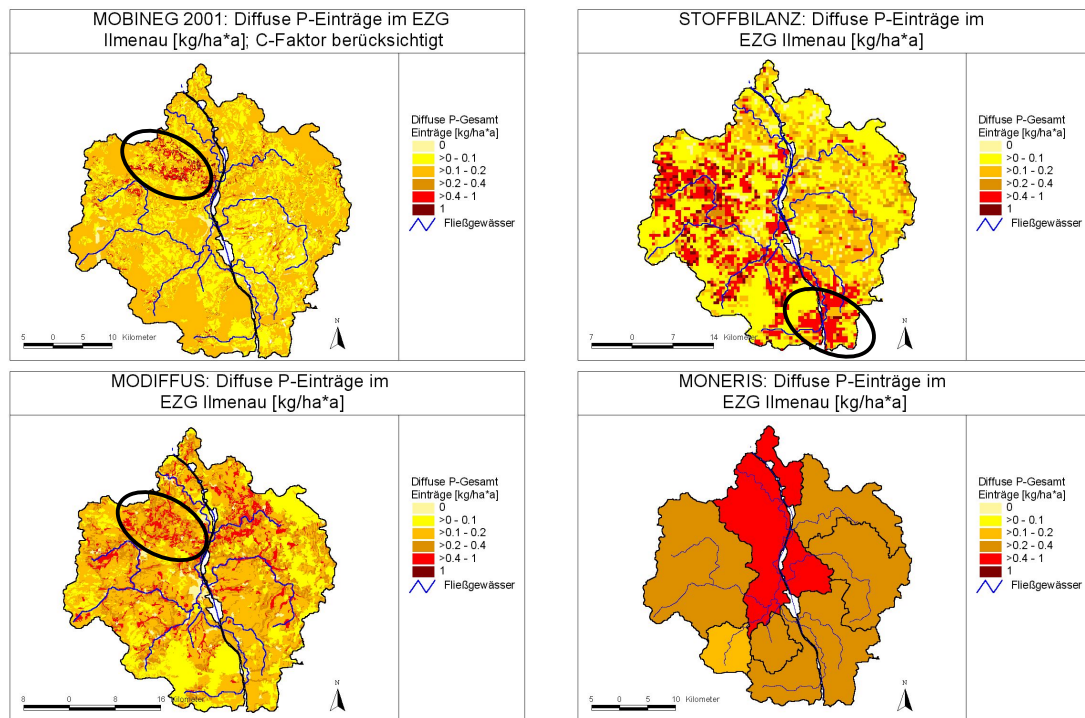 MOBINEG 2001: Diffuse P-Einträge im EZG
Ilmenau [kg/ha*a]; C-Faktor berücksichtigt
Diffuse P-Gesamt
Einträge [kg/ha*a]
0
>0 - 0.1
>0.1 - 0.2
>0.2 - 0.4
>0.4 - 1
1
Fließgewässer
5 0 5 10 Kilometer
N
STOFFBILANZ: Diffuse P-Einträge im
EZG Ilmenau [kg/ha*a]
Diffuse P-Gesamt
Einträge [kg/ha*a]
0
>0 - 0.1
>0.1 - 0.2
>0.2 - 0.4
>0.4 - 1
1
Fließgewässer
7 0 7 14 Kilometer
N
MODIFFUS: Diffuse P-Einträge im
EZG Ilmenau [kg/ha*a]
Diffuse P-Gesamt
Einträge [kg/ha*a]
0
>0 - 0.1
>0.1 - 0.2
>0.2 - 0.4
>0.4 - 1
1
Fließgewässer
8 0 8 16 Kilometer
N
MONERIS: Diffuse P-Einträge im
EZG Ilmenau [kg/ha*a]
Diffuse P-Gesamt
Einträge [kg/ha*a]
0
>0 - 0.1
>0.1 - 0.2
>0.2 - 0.4
>0.4 - 1
1
Fließgewässer
5 0 5 10 Kilometer
N